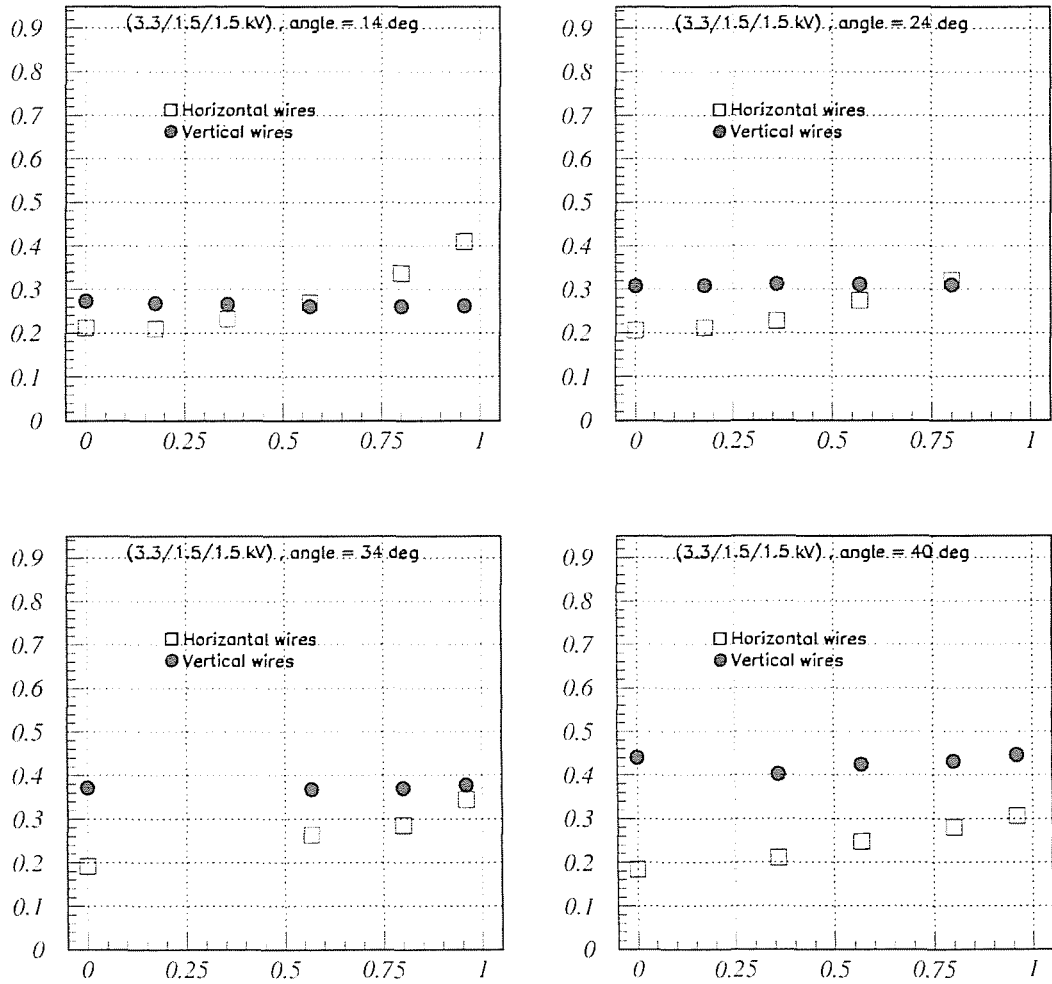 (3.3/1.5/1.5 kV) , angle = 14 deg
0.9
0.8
0.7
Horizontal wires
Vertical wires
0.6
0.5
0.4
0.3
0.2
0.1
0
0 0.25 0.5 0.75 1
(3.3/1.5/1.5 kV) , angle = 24 deg
0.9
0.8
0.7
Horizontal wires
Vertical wires
0.6
0.5
0.4
0.3
0.2
0.1
0
0 0.25 0.5 0.75 1
(3.3/1.5/1.5 kV) , angle = 34 deg
0.9
0.8
0.7
Horizontal wires
Vertical wires
0.6
0.5
0.4
0.3
0.2
0.1
0
0 0.25 0.5 0.75 1
(3.3/1.5/1.5 kV) , angle = 40 deg
0.9
0.8
0.7
Horizontal wires
Vertical wires
0.6
0.5
0.4
0.3
0.2
0.1
0
0 0.25 0.5 0.75 1